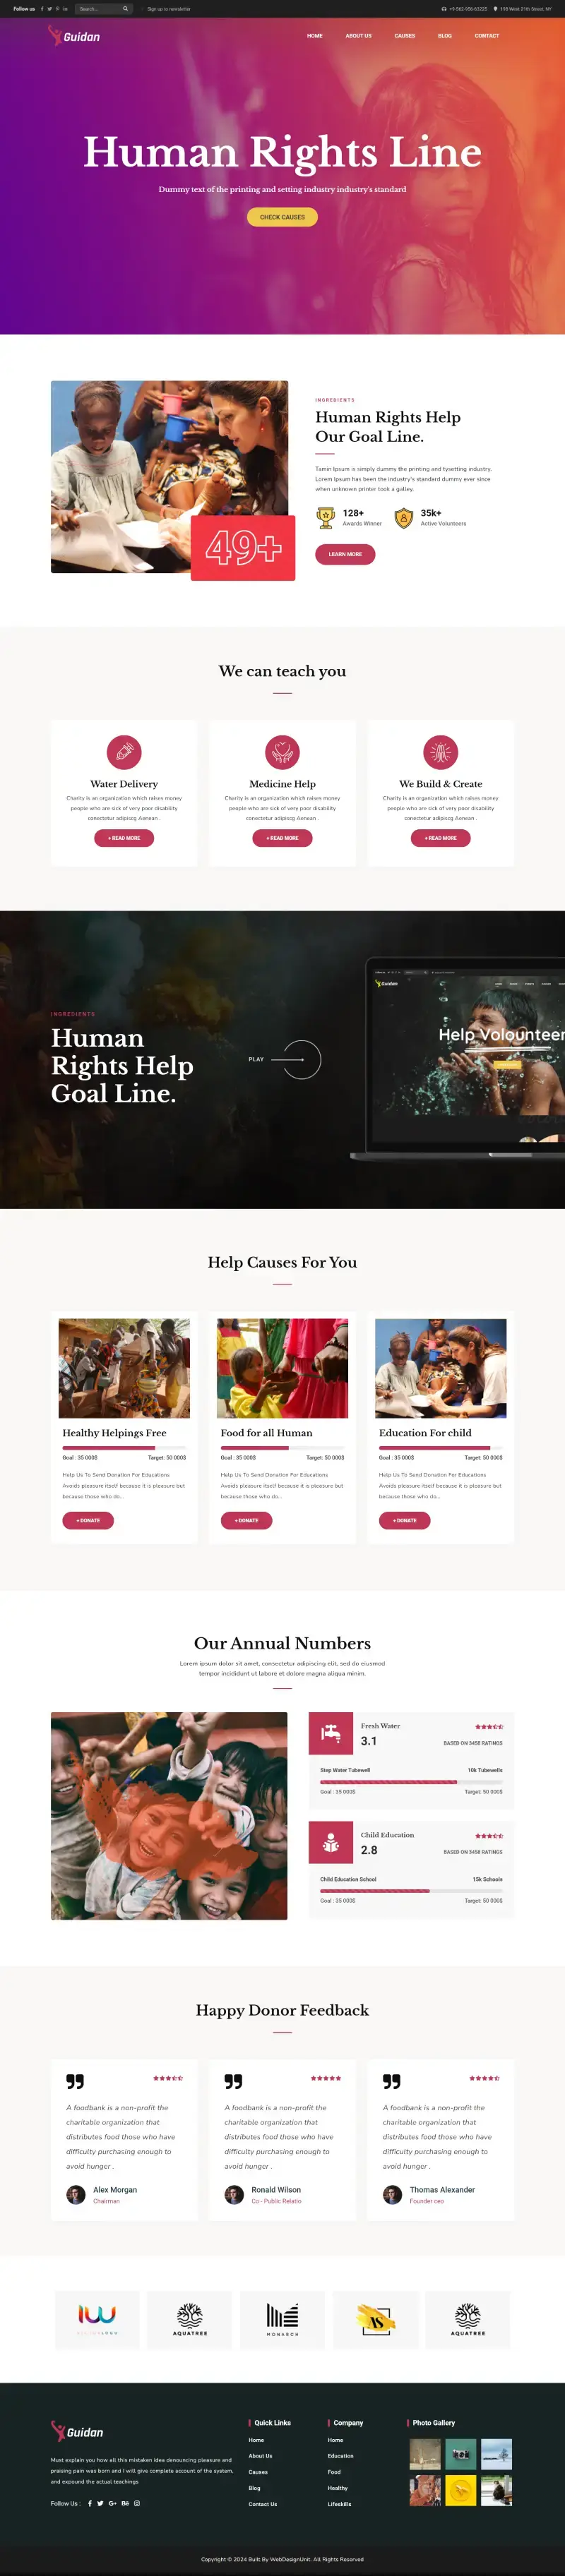 Follow us
Search...
Sign up to newsletter
+1-562-556-63225
158 West 21th Street, NY
Guidan
HOME
ABOUT US
CAUSES
BLOG
CONTACT
Human Rights Line
Dummy text of the printing and setting industry industry's standard
CHECK CAUSES
49+
INGREDIENTS
Human Rights Help
Our Goal Line.
Tamin Ipsum is simply dummy the printing and tysetting industry.
Lorem Ipsum has been the industry's standard dummy ever since
when unknown printer took a galley.
128+
Awards Winner
35k+
Active Volunteers
LEARN MORE
We can teach you
Water Delivery
Charity is an organization which raises money
people who are sick of very poor disability
consectetur adipiscg Aenean .
+ READ MORE
Medicine Help
Charity is an organization which raises money
people who are sick of very poor disability
consectetur adipiscg Aenean .
+ READ MORE
We Build & Create
Charity is an organization which raises money
people who are sick of very poor disability
consectetur adipiscg Aenean .
+ READ MORE
INGREDIENTS
Human
Rights Help
Goal Line.
PLAY
Guidan
Help Volounteer
Help Causes For You
Healthy Helpings Free
Goal : 35 000$
Target: 50 000$
Help Us To Send Donation For Educations
Avoids pleasure itself because it is pleasure but
because those who do...
+ DONATE
Food for all Human
Goal : 35 000$
Target: 50 000$
Help Us To Send Donation For Educations
Avoids pleasure itself because it is pleasure but
because those who do...
+ DONATE
Education For child
Goal : 35 000$
Target: 50 000$
Help Us To Send Donation For Educations
Avoids pleasure itself because it is pleasure but
because those who do...
+ DONATE
Our Annual Numbers
Lorem ipsum dolor sit amet, consectetur adipiscing elit, sed do eiusmod
tempor incididunt ut labore et dolore magna aliqua minim.
Fresh Water
3.1
BASED ON 3458 RATINGS
Step Water Tubewell
10k Tubewells
Goal : 35 000$
Target: 50 000$
Child Education
2.8
BASED ON 3458 RATINGS
Child Education School
15k Schools
Goal : 35 000$
Target: 50 000$
Happy Donor Feedback
A foodbank is a non-profit the
charitable organization that
distributes food those who have
difficulty purchasing enough to
avoid hunger .
Alex Morgan
Chairman
A foodbank is a non-profit the
charitable organization that
distributes food those who have
difficulty purchasing enough to
avoid hunger .
Ronald Wilson
Co - Public Relatio
A foodbank is a non-profit the
charitable organization that
distributes food those who have
difficulty purchasing enough to
avoid hunger .
Thomas Alexander
Founder ceo
AQUATREE
MONARCH
AQUATREE
Guidan
Must explain you how all this mistaken idea denouncing pleasure and
praising pain was born and I will give complete account of the system,
and expound the actual teachings
Follow Us :
Quick Links
Home
About Us
Causes
Blog
Contact Us
Company
Home
Education
Food
Healthy
Lifeskills
Photo Gallery
Copyright © 2024 Built By WebDesignUnit. All Rights Reserved